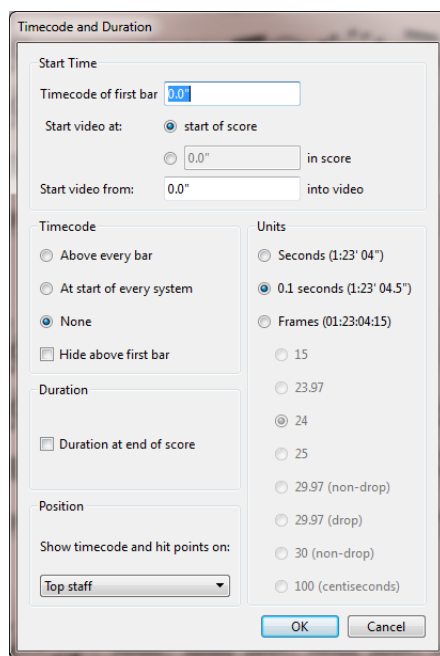 Timecode and Duration
Start Time
Timecode of first bar 0.0"
Start video at: start of score
0.0" in score
Start video from: 0.0" into video
Timecode
Above every bar
At start of every system
None
Hide above first bar
Duration
Duration at end of score
Position
Show timecode and hit points on:
Top staff
Units
Seconds (1:23' 04")
0.1 seconds (1:23' 04.5")
Frames (01:23:04:15)
15
23.97
24
25
29.97 (non-drop)
29.97 (drop)
30 (non-drop)
100 (centiseconds)
OK Cancel